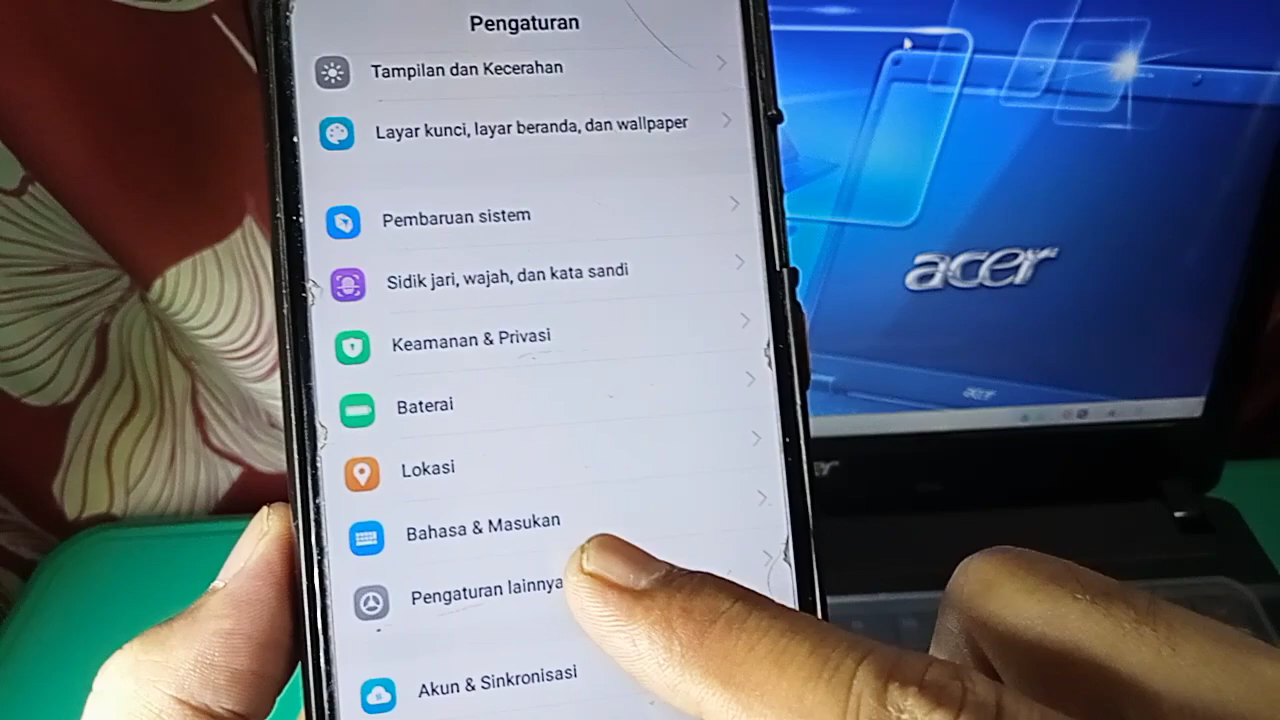 Pengaturan
Tampilan dan Kecerahan
Layar kunci, layar beranda, dan wallpaper
Pembaruan sistem
Sidik jari, wajah, dan kata sandi
Keamanan & Privasi
Baterai
Lokasi
Bahasa & Masukan
Pengaturan lainnya
Akun & Sinkronisasi
acer
acer